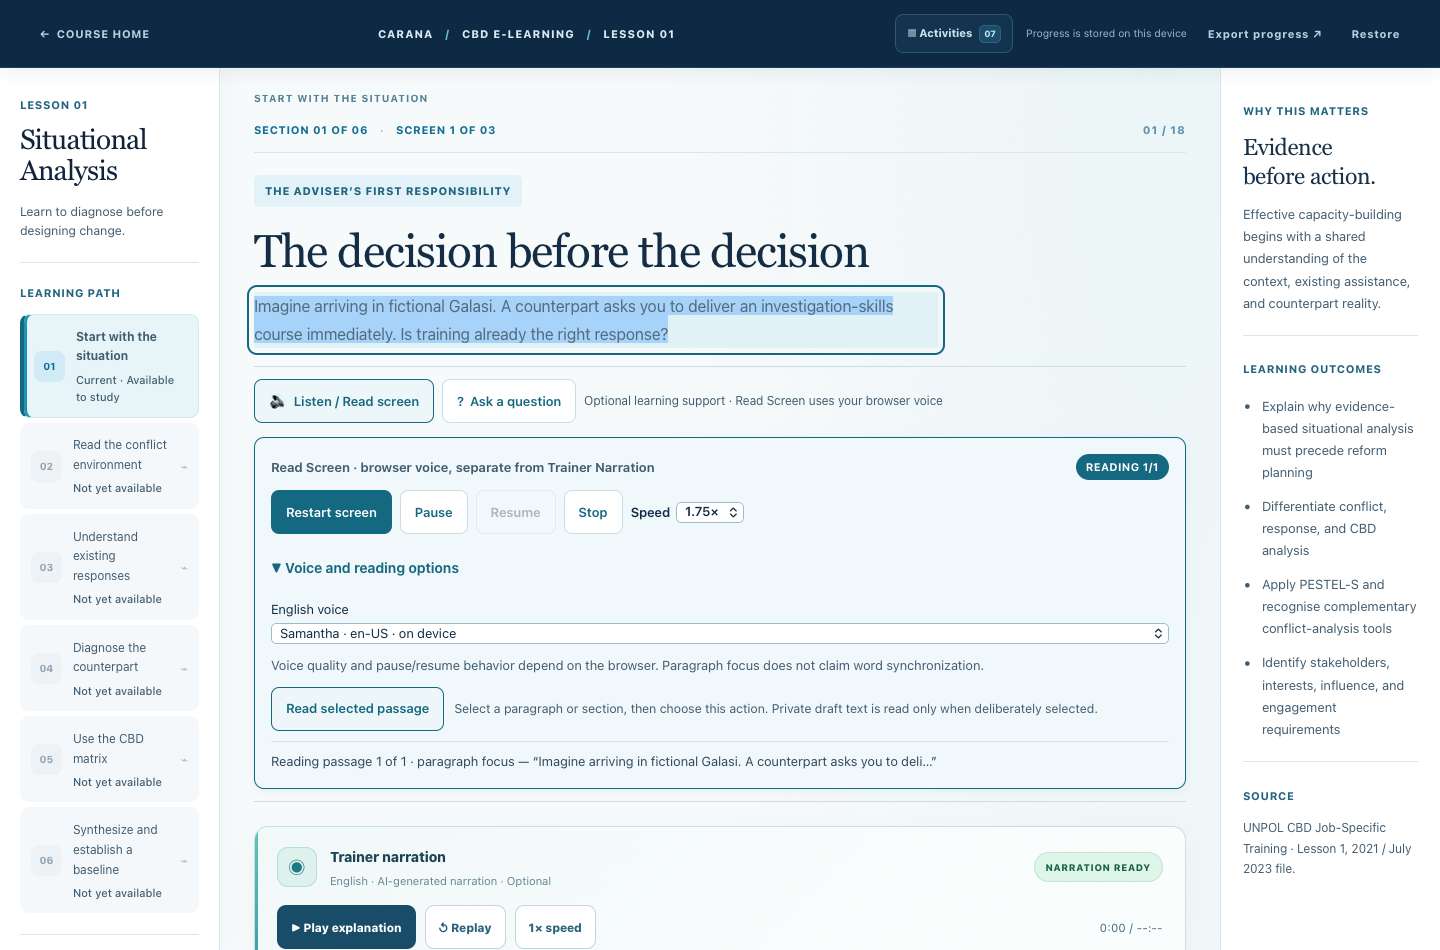 ← COURSE HOME
CARANA / CBD E-LEARNING / LESSON 01
Activities 07
Progress is stored on this device
Export progress ↗
Restore
LESSON 01
Situational
Analysis
Learn to diagnose before
designing change.
LEARNING PATH
01
Start with the
situation
Current · Available
to study
02
Read the conflict
environment
Not yet available
03
Understand
existing
responses
Not yet available
04
Diagnose the
counterpart
Not yet available
05
Use the CBD
matrix
Not yet available
06
Synthesize and
establish a
baseline
Not yet available
START WITH THE SITUATION
SECTION 01 OF 06 · SCREEN 1 OF 03
01 / 18
THE ADVISER'S FIRST RESPONSIBILITY
The decision before the decision
Imagine arriving in fictional Galasi. A counterpart asks you to deliver an investigation-skills
course immediately. Is training already the right response?
Listen / Read screen
? Ask a question
Optional learning support · Read Screen uses your browser voice
Read Screen · browser voice, separate from Trainer Narration
READING 1/1
Restart screen
Pause
Resume
Stop
Speed 1.75×
▼ Voice and reading options
English voice
Samantha · en-US · on device
Voice quality and pause/resume behavior depend on the browser. Paragraph focus does not claim word synchronization.
Read selected passage
Select a paragraph or section, then choose this action. Private draft text is read only when deliberately selected.
Reading passage 1 of 1 · paragraph focus — “Imagine arriving in fictional Galasi. A counterpart asks you to deli…”
Trainer narration
English · AI-generated narration · Optional
NARRATION READY
▶ Play explanation
↺ Replay
1× speed
0:00 / --:--
WHY THIS MATTERS
Evidence
before action.
Effective capacity-building
begins with a shared
understanding of the
context, existing assistance,
and counterpart reality.
LEARNING OUTCOMES
• Explain why evidence-
based situational analysis
must precede reform
planning
• Differentiate conflict,
response, and CBD
analysis
• Apply PESTEL-S and
recognise complementary
conflict-analysis tools
• Identify stakeholders,
interests, influence, and
engagement
requirements
SOURCE
UNPOL CBD Job-Specific
Training · Lesson 1, 2021 / July
2023 file.